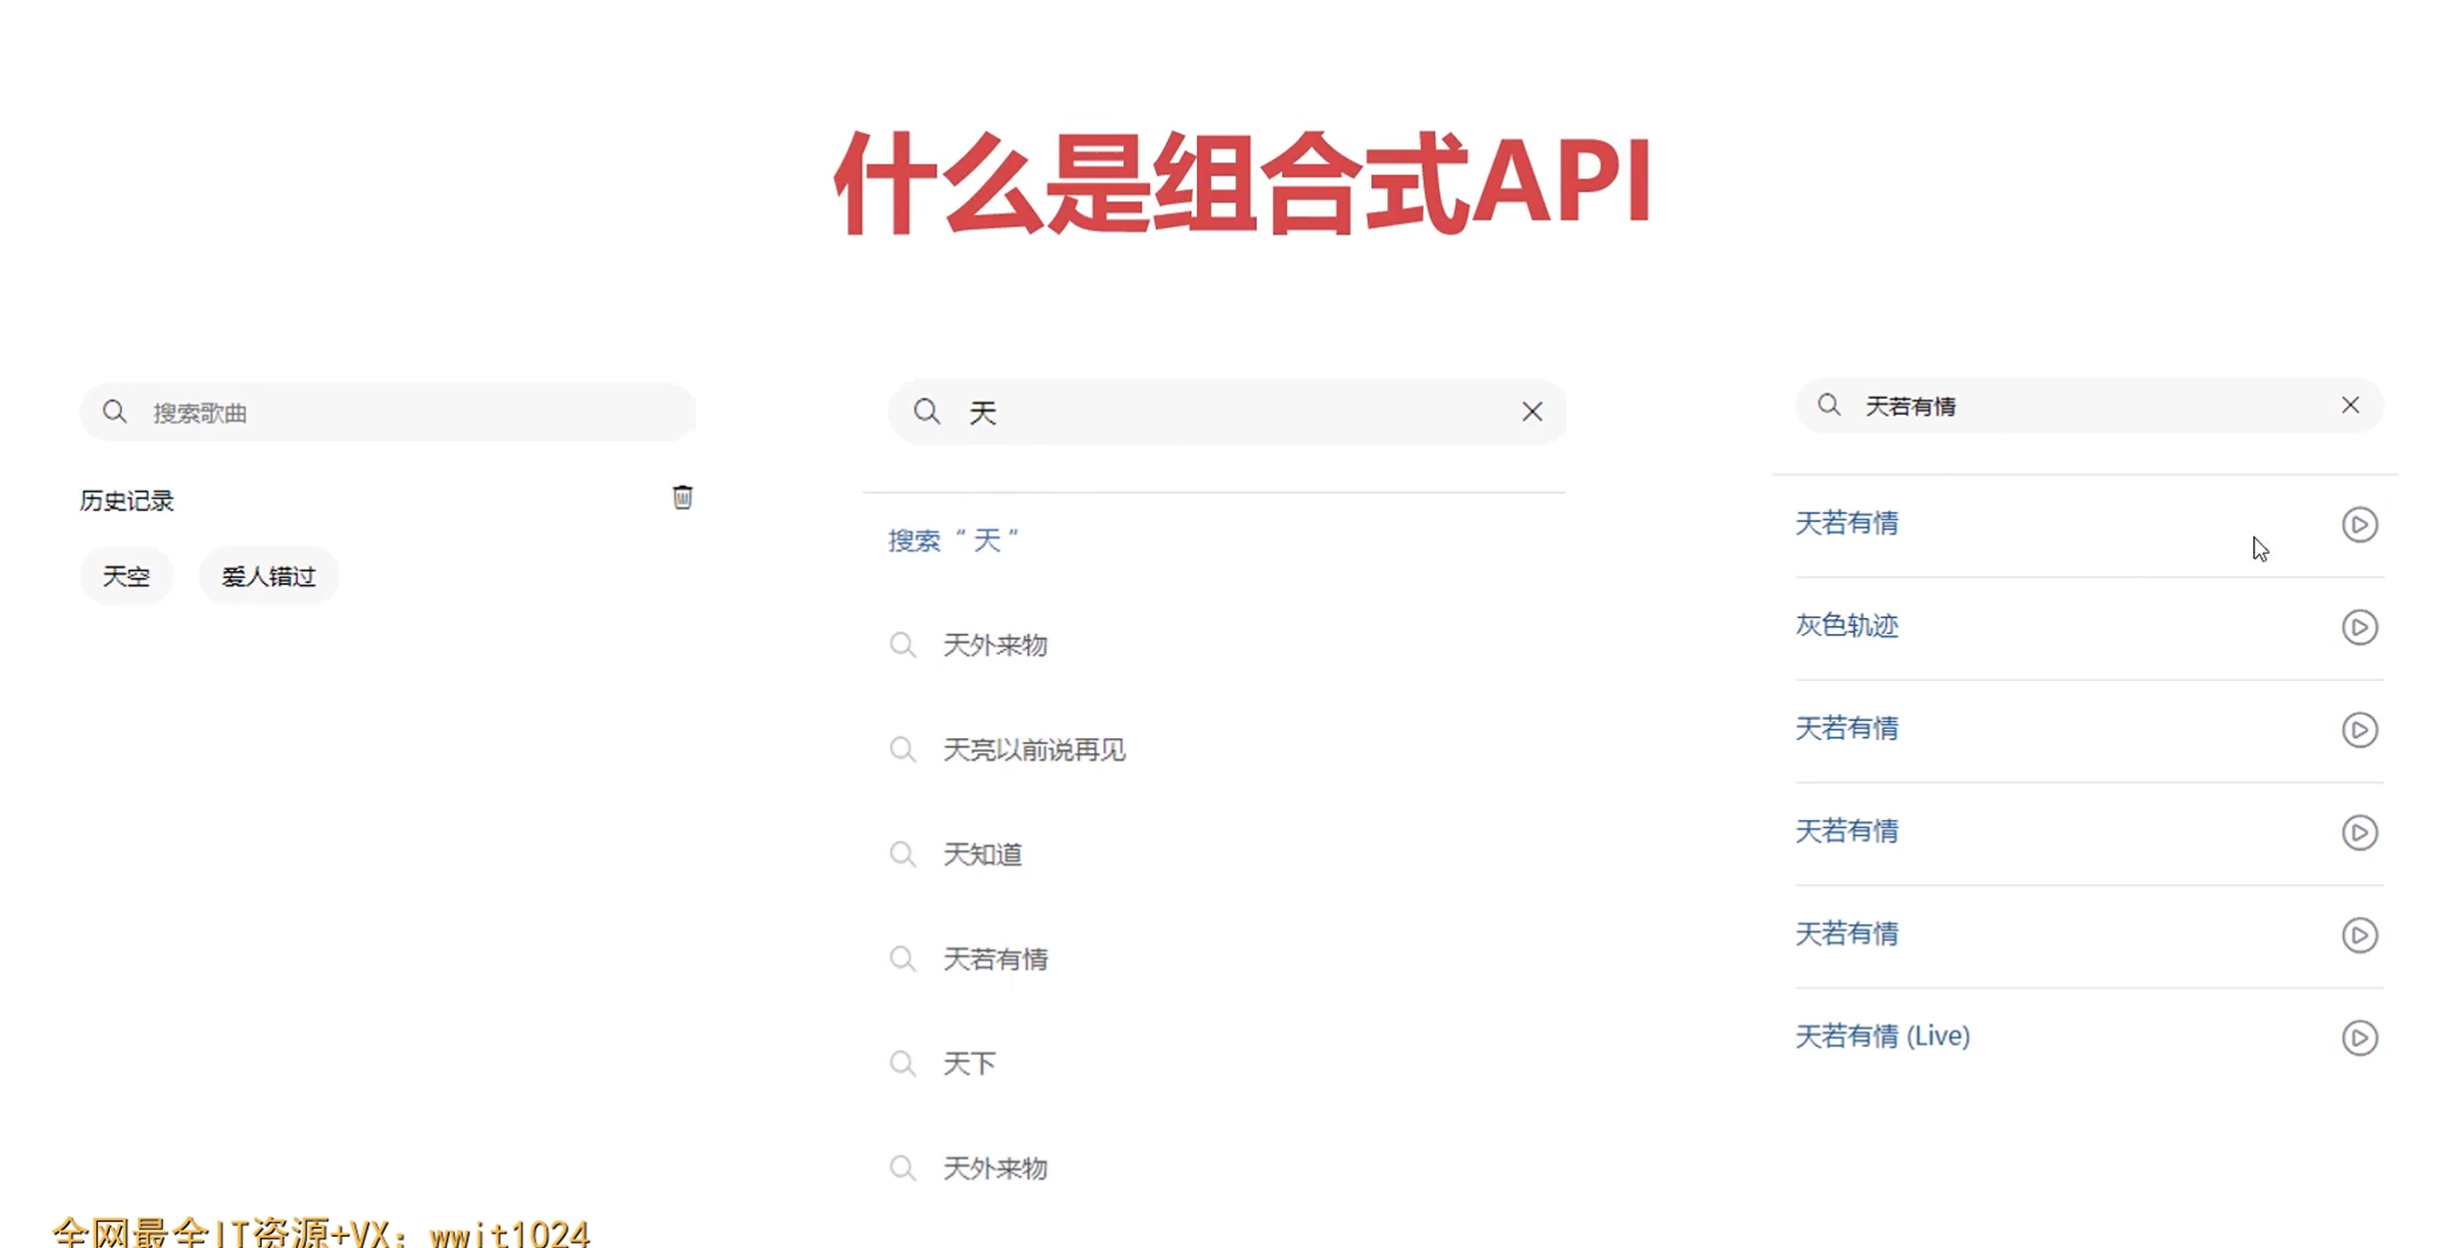 什么是组合式API
搜索歌曲
历史记录
天空
爱人错过
天
搜索 “ 天 ”
天外来物
天亮以前说再见
天知道
天若有情
天下
天外来物
天若有情
天若有情
灰色轨迹
天若有情
天若有情
天若有情
天若有情 (Live)
全网最全IT资源+VX：wwit1024